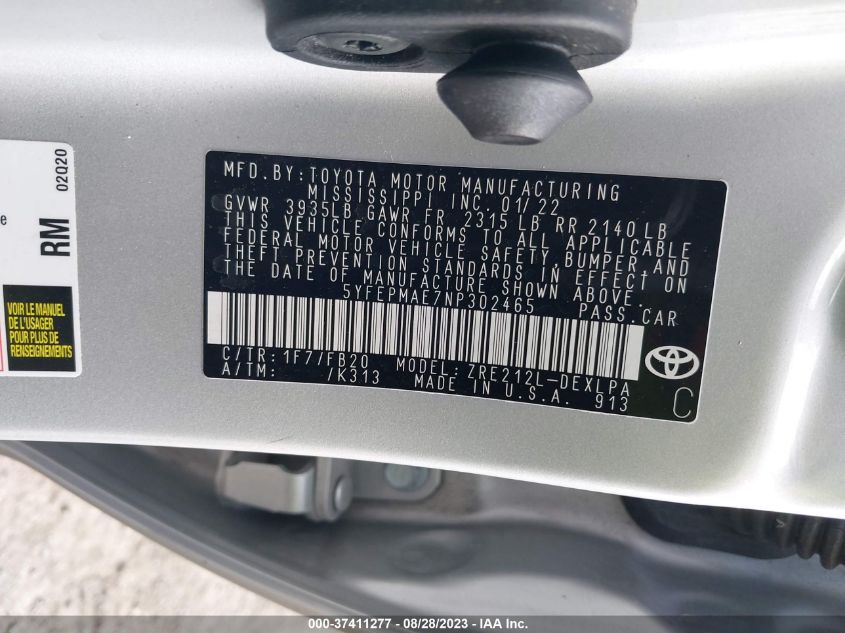 MFD.BY:TOYOTA MOTOR MANUFACTURING
MISSISSIPPI INC. 01/22
GVWR 3935LB GAWR FR 2315 LB RR 2140LB
THIS VEHICLE CONFORMS TO ALL APPLICABLE
FEDERAL MOTOR VEHICLE SAFETY, BUMPER, AND
THEFT PREVENTION STANDARDS IN EFFECT ON
THE DATE OF MANUFACTURE SHOWN ABOVE.
5YFEPMAE7NP302465 PASS.CAR
C/TR: 1F7/FB20 MODEL: ZRE212L-DEXLPA
A/TM: /K313 MADE IN U.S.A. 913
C
02Q20
RM
e
VOIR LE MANUEL
DE L'USAGER
POUR PLUS DE
RENSEIGNEMENTS
000-37411277 - 08/28/2023 - IAA Inc.